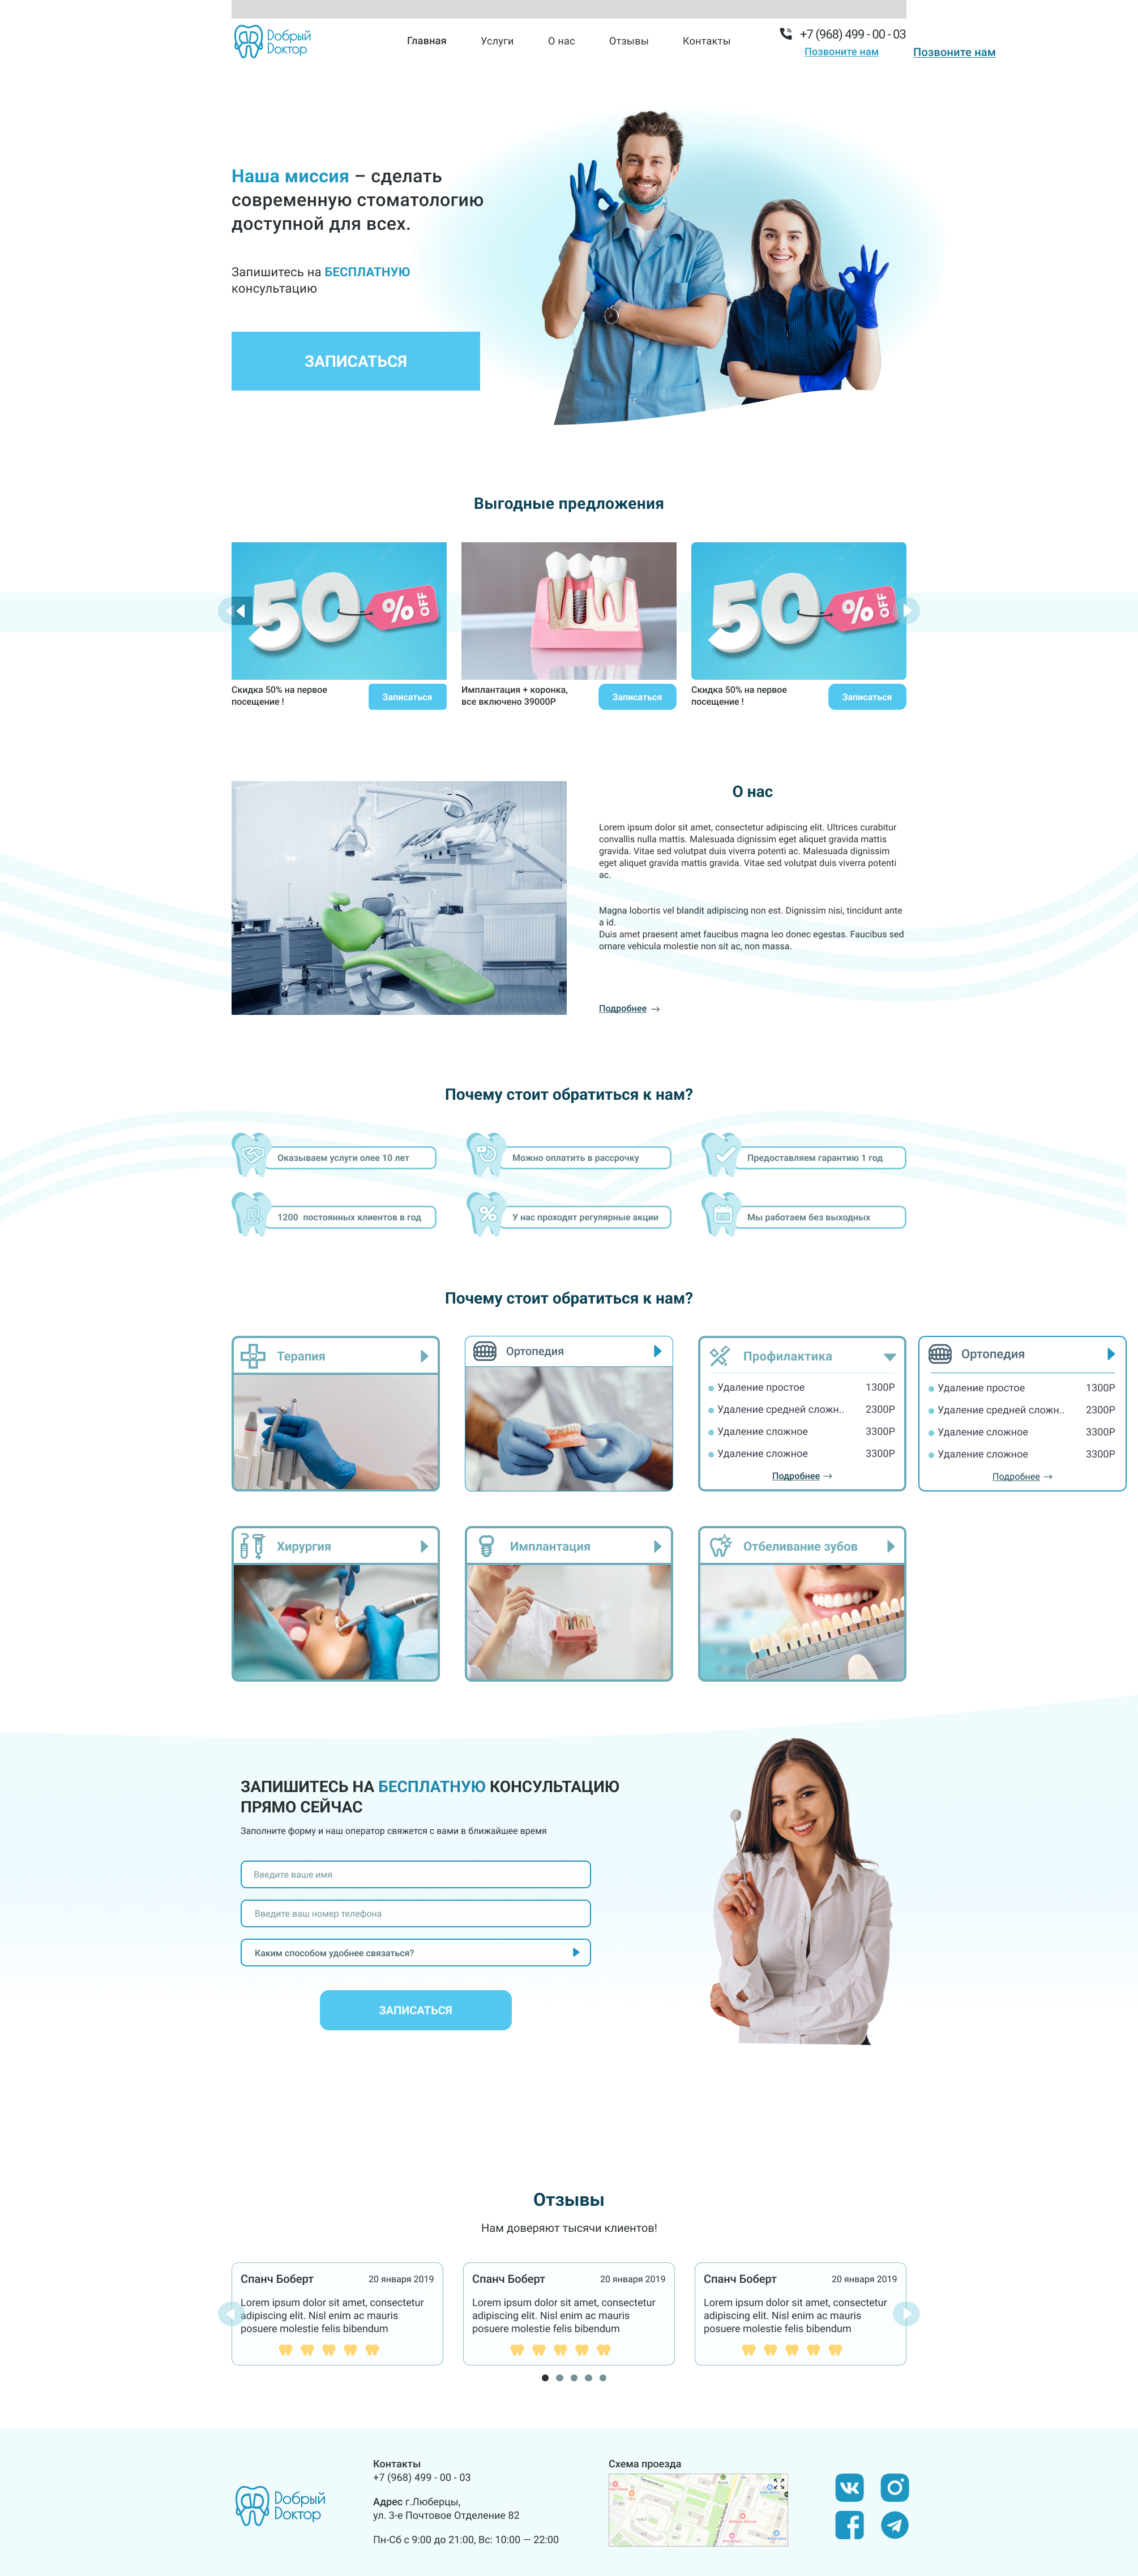 Добрый
Доктор
Главная
Услуги
О нас
Отзывы
Контакты
+7 (968) 499 - 00 - 03
Позвоните нам
Позвоните нам
Наша миссия – сделать
современную стоматологию
доступной для всех.
Запишитесь на БЕСПЛАТНУЮ
консультацию
ЗАПИСАТЬСЯ
Выгодные предложения
50 % OFF
50 % OFF
Скидка 50% на первое
посещение !
Записаться
Имплантация + коронка,
все включено 39000Р
Записаться
Скидка 50% на первое
посещение !
Записаться
О нас
Lorem ipsum dolor sit amet, consectetur adipiscing elit. Ultrices curabitur
convallis nulla mattis. Malesuada dignissim eget aliquet gravida mattis
gravida. Vitae sed volutpat duis viverra potenti ac. Malesuada dignissim
eget aliquet gravida mattis gravida. Vitae sed volutpat duis viverra potenti
ac.
Magna lobortis vel blandit adipiscing non est. Dignissim nisi, tincidunt ante
a id.
Duis amet praesent amet faucibus magna leo donec egestas. Faucibus sed
ornare vehicula molestie non sit ac, non massa.
Подробнее →
Почему стоит обратиться к нам?
Оказываем услуги олее 10 лет
Можно оплатить в рассрочку
Предоставляем гарантию 1 год
1200 постоянных клиентов в год
%
У нас проходят регулярные акции
Мы работаем без выходных
Почему стоит обратиться к нам?
Терапия
Ортопедия
Профилактика
Удаление простое 1300Р
Удаление средней сложн.. 2300Р
Удаление сложное 3300Р
Удаление сложное 3300Р
Подробнее →
Ортопедия
Удаление простое 1300Р
Удаление средней сложн.. 2300Р
Удаление сложное 3300Р
Удаление сложное 3300Р
Подробнее →
Хирургия
Имплантация
Отбеливание зубов
ЗАПИШИТЕСЬ НА БЕСПЛАТНУЮ КОНСУЛЬТАЦИЮ
ПРЯМО СЕЙЧАС
Заполните форму и наш оператор свяжется с вами в ближайшее время
Введите ваше имя
Введите ваш номер телефона
Каким способом удобнее связаться?
ЗАПИСАТЬСЯ
Отзывы
Нам доверяют тысячи клиентов!
Спанч Боберт 20 января 2019
Lorem ipsum dolor sit amet, consectetur
adipiscing elit. Nisl enim ac mauris
posuere molestie felis bibendum
Спанч Боберт 20 января 2019
Lorem ipsum dolor sit amet, consectetur
adipiscing elit. Nisl enim ac mauris
posuere molestie felis bibendum
Спанч Боберт 20 января 2019
Lorem ipsum dolor sit amet, consectetur
adipiscing elit. Nisl enim ac mauris
posuere molestie felis bibendum
Добрый
Доктор
Контакты
+7 (968) 499 - 00 - 03
Адрес г.Люберцы,
ул. 3-е Почтовое Отделение 82
Пн-Сб с 9:00 до 21:00, Вс: 10:00 — 22:00
Схема проезда